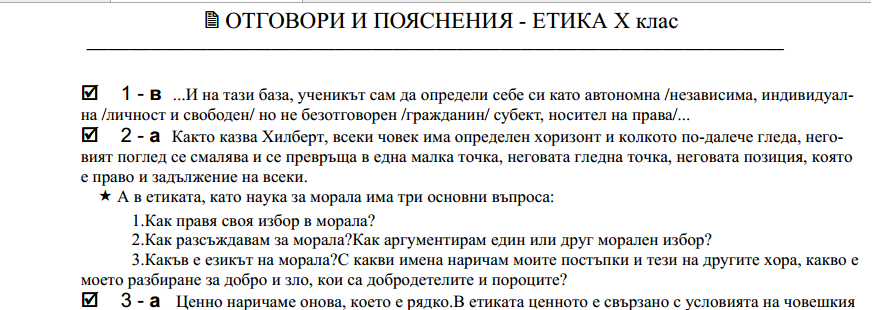 ОТГОВОРИ И ПОЯСНЕНИЯ - ЕТИКА X клас
1 - в ...И на тази база, ученикът сам да определи себе си като автономна /независима, индивидуал-
на /личност и свободен/ но не безотговорен /гражданин/ субект, носител на права/...
2 - а Както казва Хилберт, всеки човек има определен хоризонт и колкото по-далече гледа, него-
вият поглед се смалява и се превръща в една малка точка, неговата гледна точка, неговата позиция, която
е право и задължение на всеки.
★ А в етиката, като наука за морала има три основни въпроса:
1.Как правя своя избор в морала?
2.Как разсъждавам за морала?Как аргументирам един или друг морален избор?
3.Какъв е езикът на морала?С какви имена наричам моите постъпки и тези на другите хора, какво е
моето разбиране за добро и зло, кои са добродетелите и пороците?
3 - а Ценно наричаме онова, което е рядко.В етиката ценното е свързано с условията на човешкия